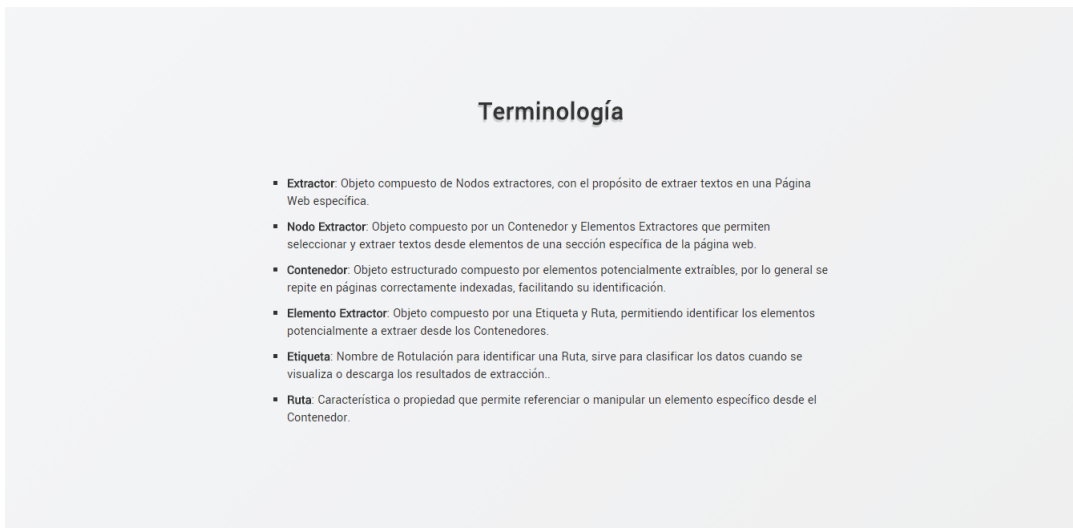 Terminología
▪ Extractor: Objeto compuesto de Nodos extractores, con el propósito de extraer textos en una Página
Web específica.
▪ Nodo Extractor: Objeto compuesto por un Contenedor y Elementos Extractores que permiten
seleccionar y extraer textos desde elementos de una sección específica de la página web.
▪ Contenedor: Objeto estructurado compuesto por elementos potencialmente extraíbles, por lo general se
repite en páginas correctamente indexadas, facilitando su identificación.
▪ Elemento Extractor: Objeto compuesto por una Etiqueta y Ruta, permitiendo identificar los elementos
potencialmente a extraer desde los Contenedores.
▪ Etiqueta: Nombre de Rotulación para identificar una Ruta, sirve para clasificar los datos cuando se
visualiza o descarga los resultados de extracción..
▪ Ruta: Característica o propiedad que permite referenciar o manipular un elemento específico desde el
Contenedor.